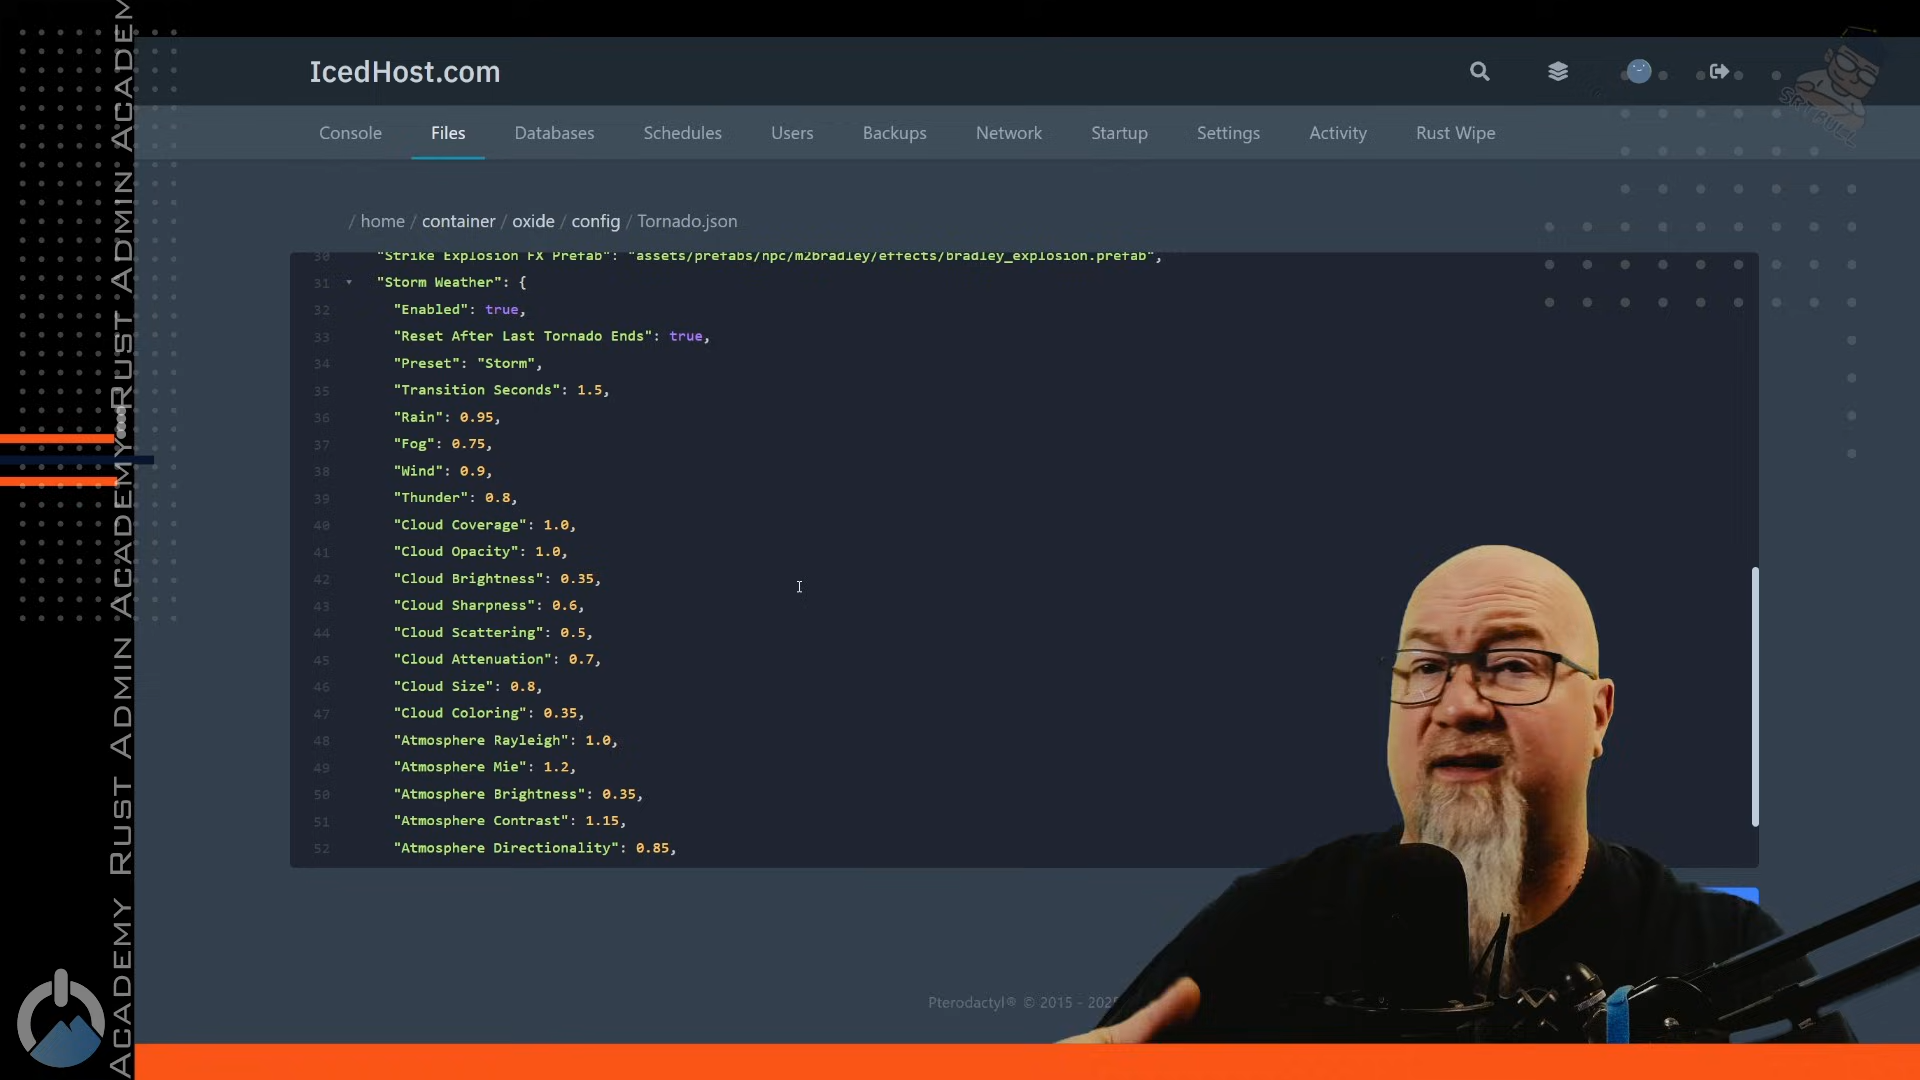 IcedHost.com
Console Files Databases Schedules Users Backups Network Startup Settings Activity Rust Wipe
/ home / container / oxide / config / Tornado.json
30 "Strike Explosion FX Prefab": "assets/prefabs/npc/m2bradley/effects/bradley_explosion.prefab",
31 "Storm Weather": {
32 "Enabled": true,
33 "Reset After Last Tornado Ends": true,
34 "Preset": "Storm",
35 "Transition Seconds": 1.5,
36 "Rain": 0.95,
37 "Fog": 0.75,
38 "Wind": 0.9,
39 "Thunder": 0.8,
40 "Cloud Coverage": 1.0,
41 "Cloud Opacity": 1.0,
42 "Cloud Brightness": 0.35,
43 "Cloud Sharpness": 0.6,
44 "Cloud Scattering": 0.5,
45 "Cloud Attenuation": 0.7,
46 "Cloud Size": 0.8,
47 "Cloud Coloring": 0.35,
48 "Atmosphere Rayleigh": 1.0,
49 "Atmosphere Mie": 1.2,
50 "Atmosphere Brightness": 0.35,
51 "Atmosphere Contrast": 1.15,
52 "Atmosphere Directionality": 0.85,
Pterodactyl® © 2015 - 202
ACADEMY RUST ADMIN ACADEMY RUST ADMIN ACADEM